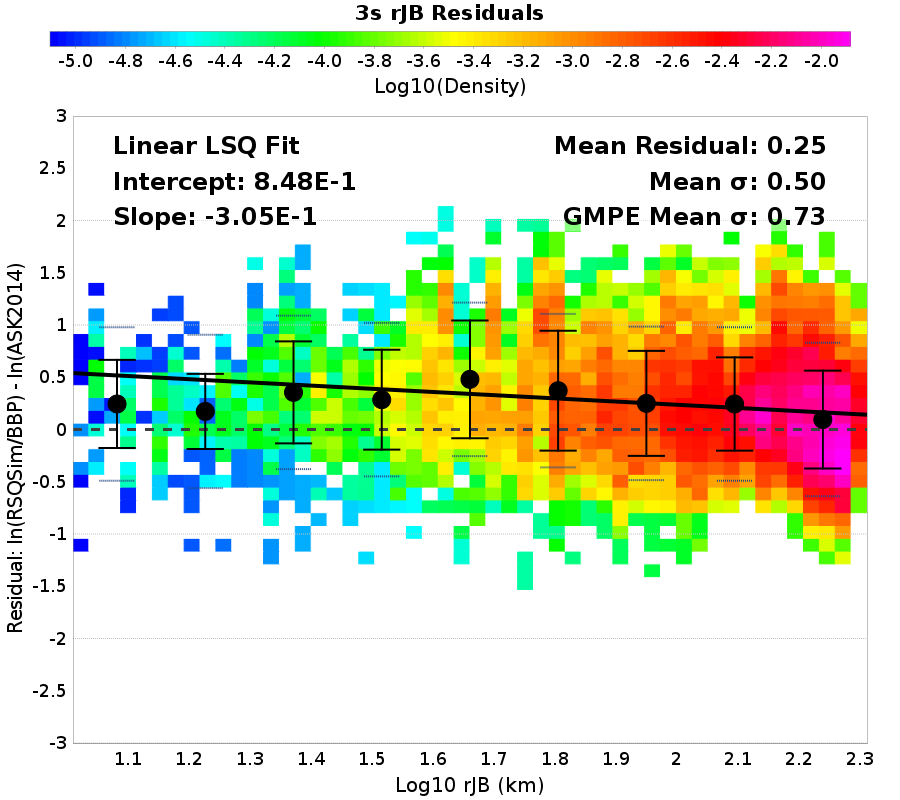 3s rJB Residuals
-5.0 -4.8 -4.6 -4.4 -4.2 -4.0 -3.8 -3.6 -3.4 -3.2 -3.0 -2.8 -2.6 -2.4 -2.2 -2.0
Log10(Density)
Linear LSQ Fit
Intercept: 8.48E-1
Slope: -3.05E-1
Mean Residual: 0.25
Mean σ: 0.50
GMPE Mean σ: 0.73
Residual: ln(RSQSim/BBP) - ln(ASK2014)
3
2.5
2
1.5
1
0.5
0
-0.5
-1
-1.5
-2
-2.5
-3
1.1 1.2 1.3 1.4 1.5 1.6 1.7 1.8 1.9 2 2.1 2.2 2.3
Log10 rJB (km)